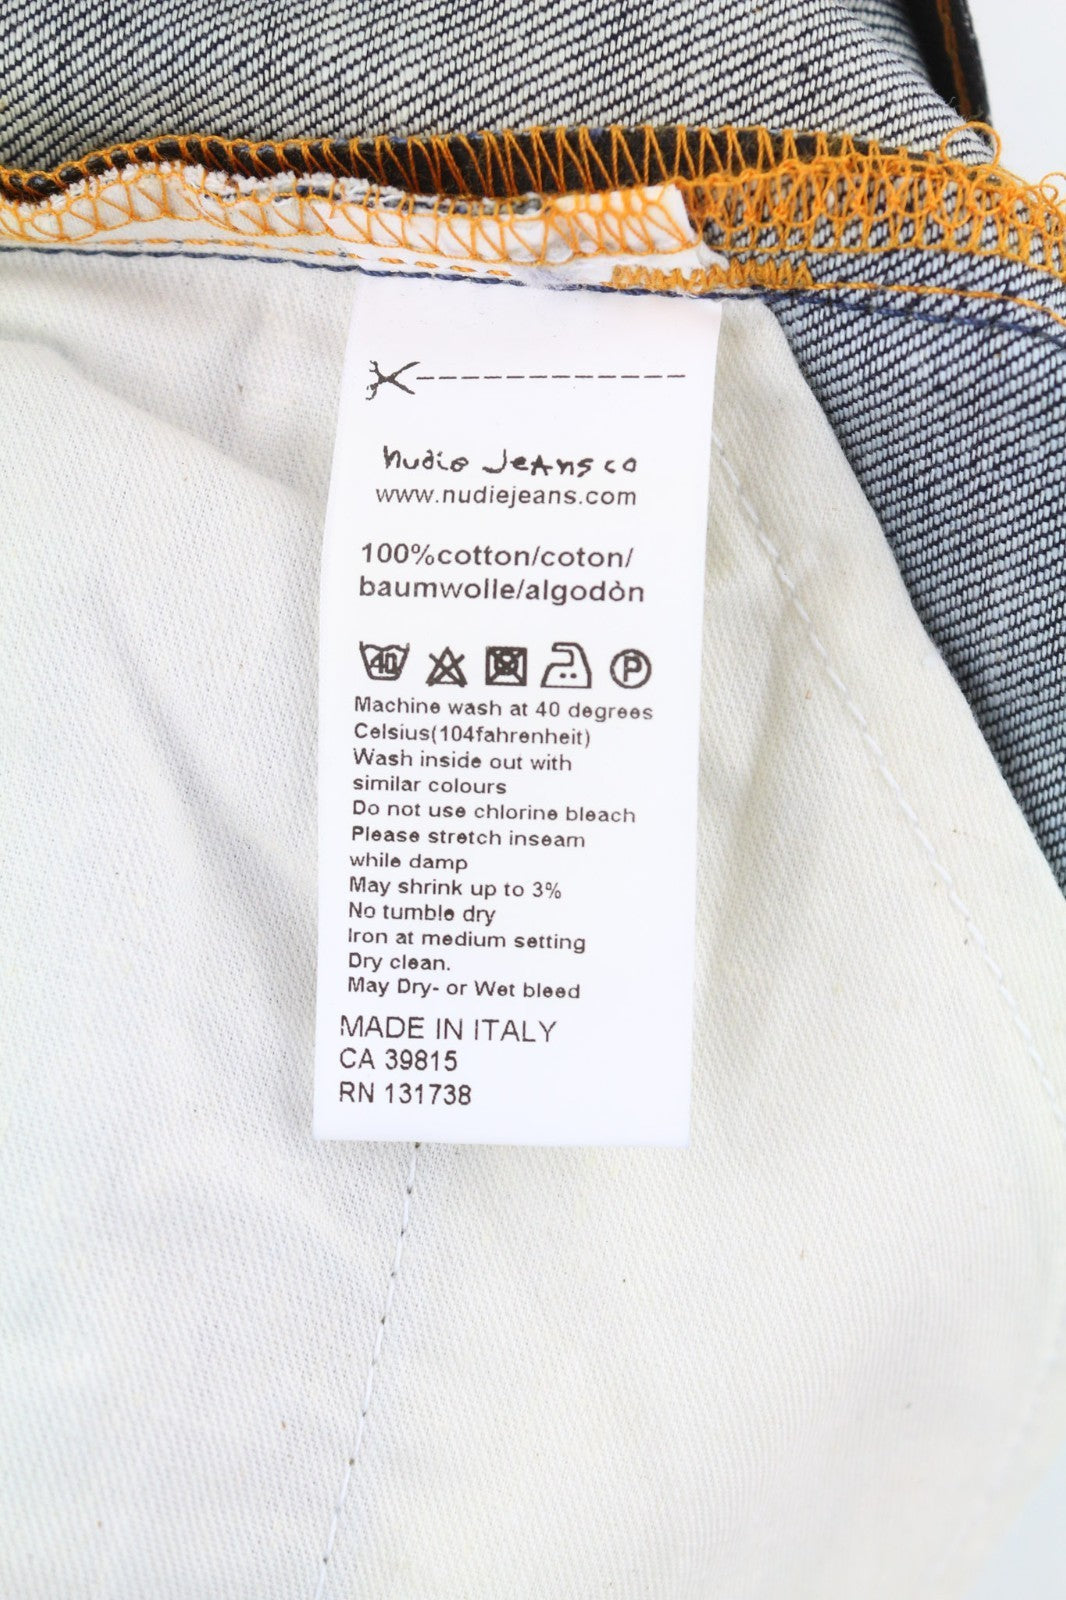 nudie Jeans co
www.nudiejeans.com
100%cotton/coton/
baumwolle/algodòn
40 P
Machine wash at 40 degrees
Celsius(104fahrenheit)
Wash inside out with
similar colours
Do not use chlorine bleach
Please stretch inseam
while damp
May shrink up to 3%
No tumble dry
Iron at medium setting
Dry clean.
May Dry- or Wet bleed
MADE IN ITALY
CA 39815
RN 131738